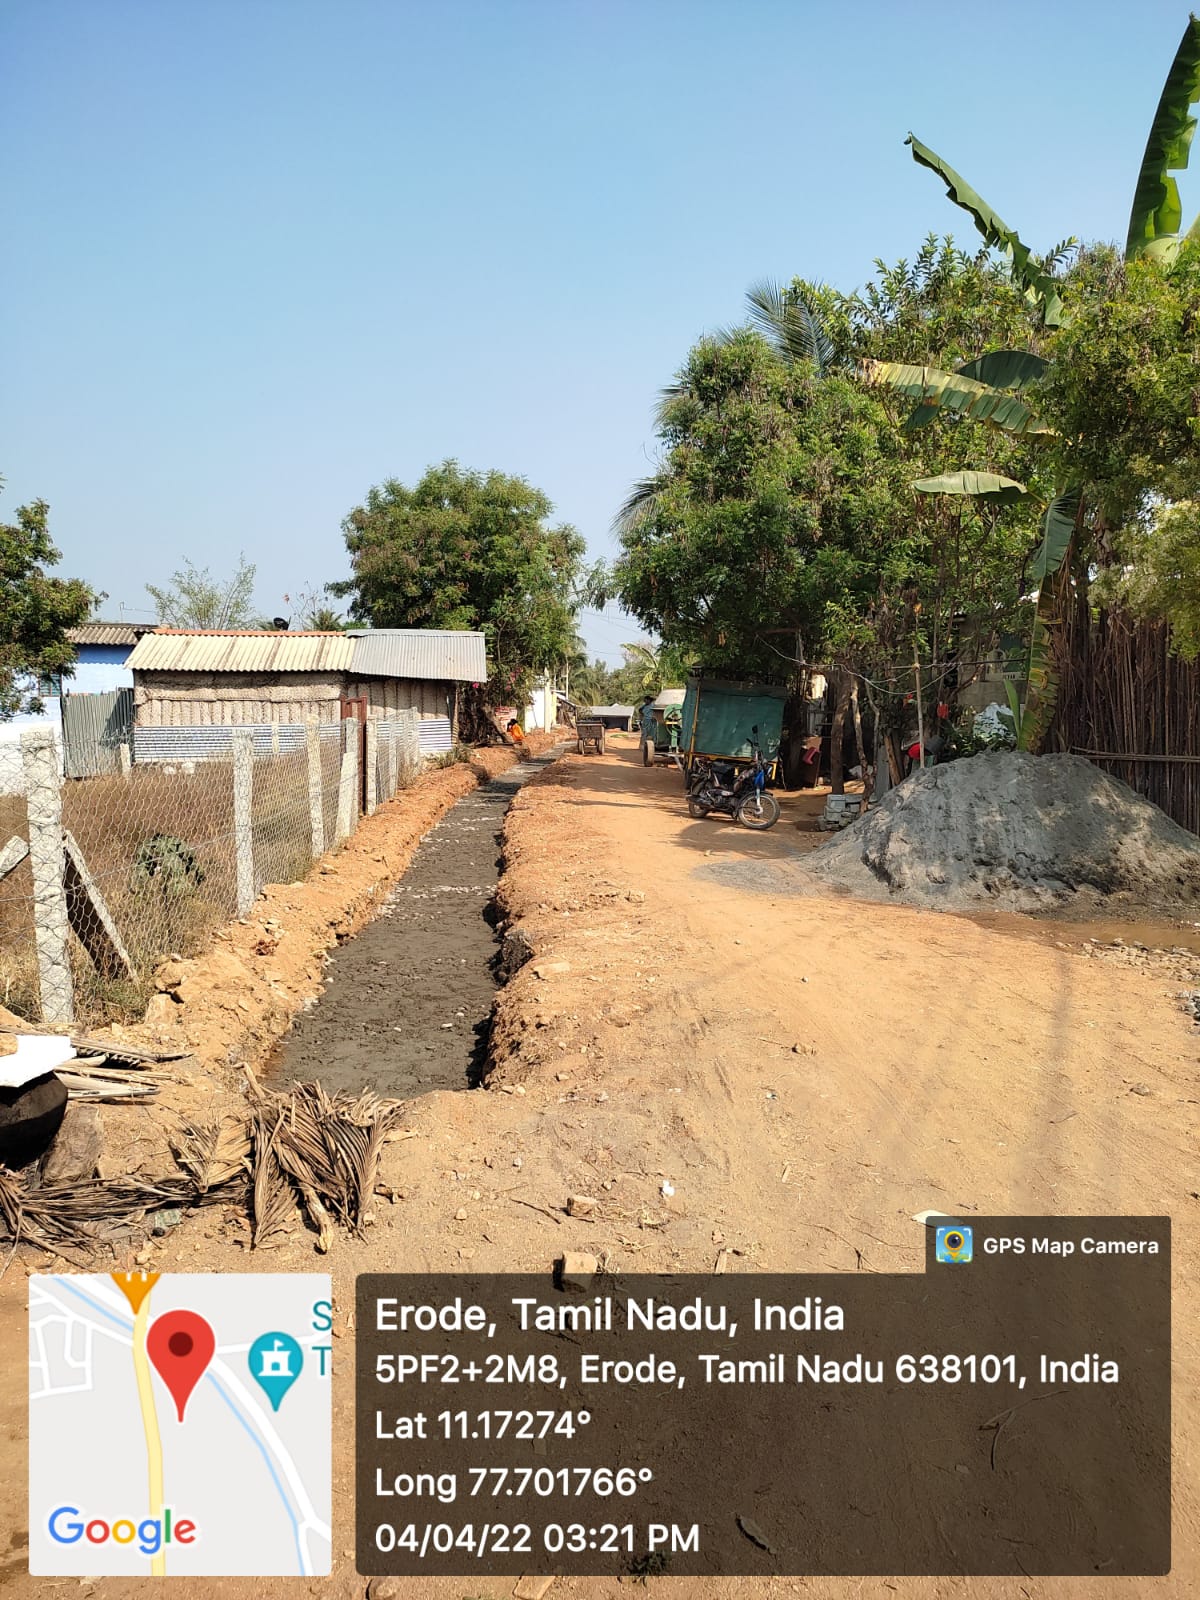 GPS Map Camera
Erode, Tamil Nadu, India
5PF2+2M8, Erode, Tamil Nadu 638101, India
Lat 11.17274°
Long 77.701766°
04/04/22 03:21 PM
S
T
Google